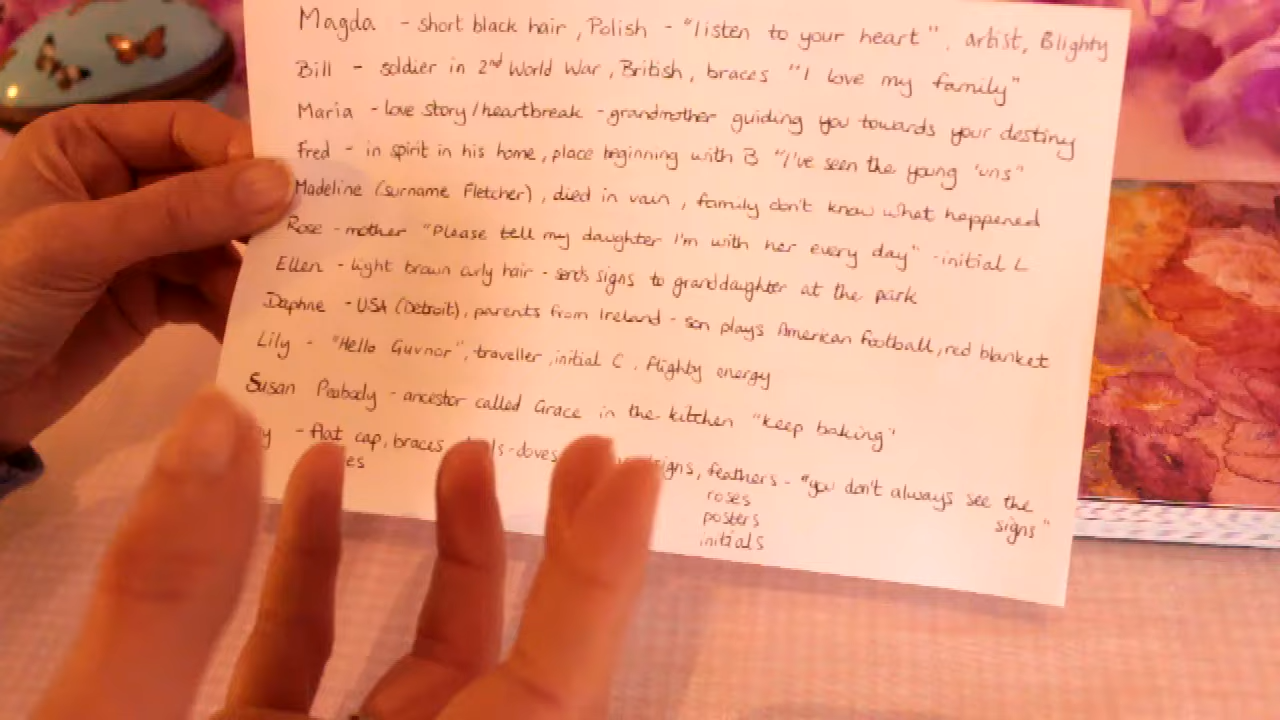 Magda - short black hair, Polish - "listen to your heart", artist, Blighty
Bill - soldier in 2nd World War, British, braces "I love my family"
Maria - love story/heartbreak - grandmother guiding you towards your destiny
Fred - in spirit in his home, place beginning with B "I've seen the young 'uns"
Madeline (surname Fletcher), died in vain, family don't know what happened
Rose - mother "Please tell my daughter I'm with her every day" - initial L
Ellen - light brown curly hair - sends signs to granddaughter at the park
Daphne - USA (Detroit), parents from Ireland - son plays American football, red blanket
Lily - "Hello Guvnor", traveller, initial C, flighty energy
Susan Peabody - ancestor called Grace in the kitchen "keep baking"
- flat cap, braces doves signs, feathers - "you don't always see the
roses
signs"
posters
initials